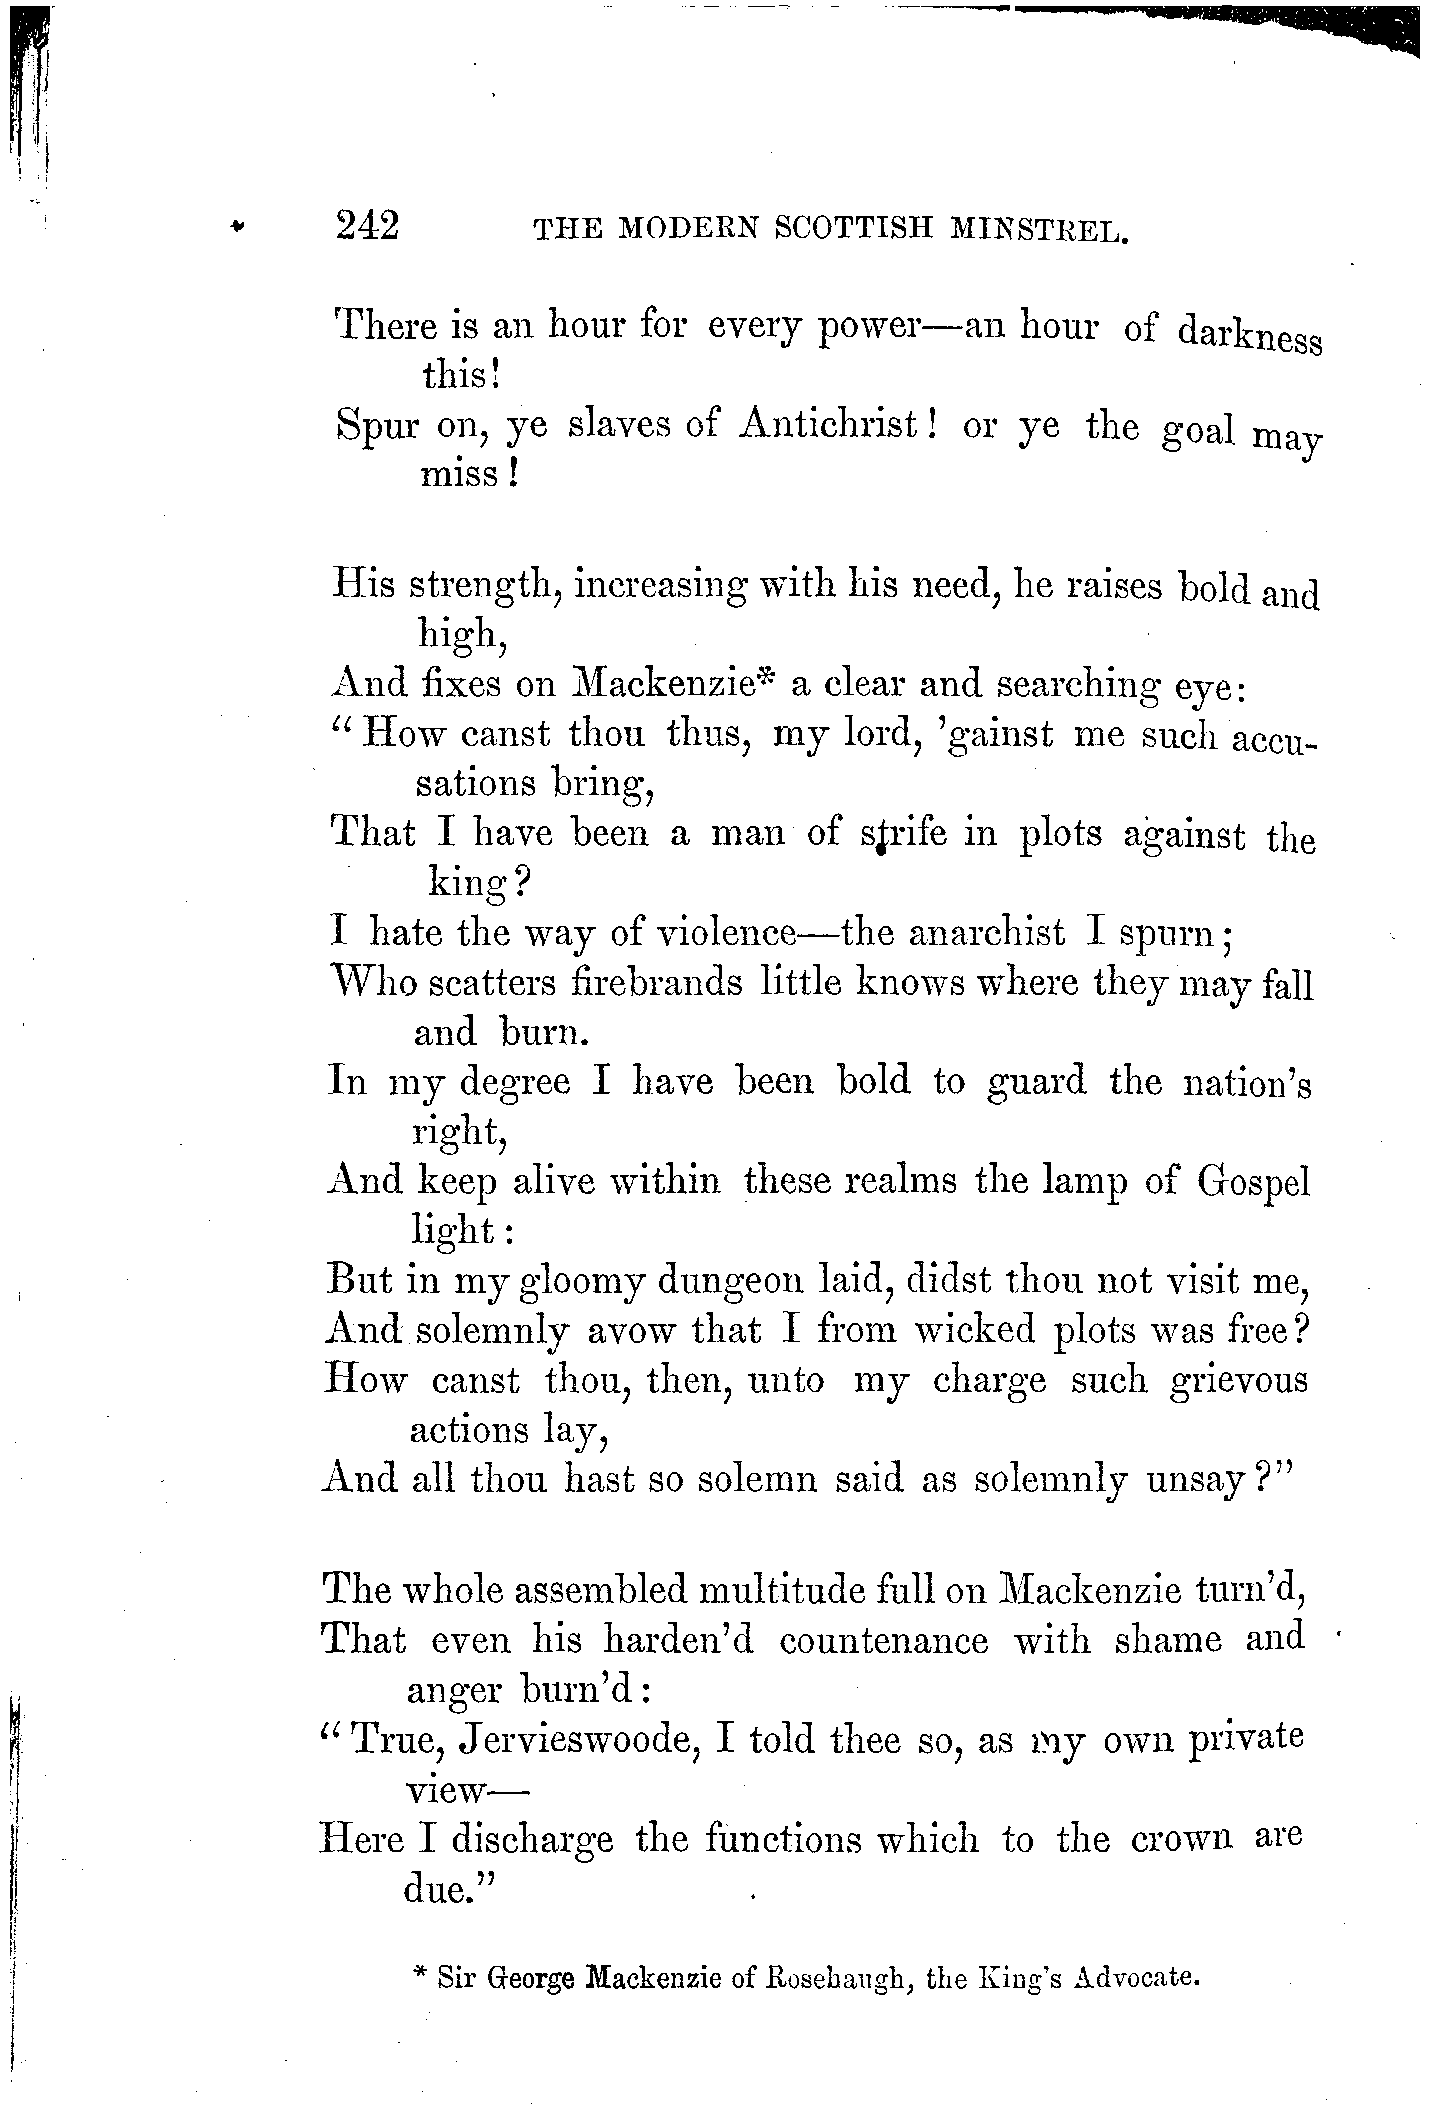 242 THE MODERN SCOTTISH MINSTREL.
There is an hour for every power—an hour of darkness
this!
Spur on, ye slaves of Antichrist! or ye the goal may
miss!
His strength, increasing with his need, he raises bold and
high,
And fixes on Mackenzie* a clear and searching eye:
"How canst thou thus, my lord, 'gainst me such accu-
sations bring,
That I have been a man of strife in plots against the
king?
I hate the way of violence—the anarchist I spurn;
Who scatters firebrands little knows where they may fall
and burn.
In my degree I have been bold to guard the nation's
right,
And keep alive within these realms the lamp of Gospel
light:
But in my gloomy dungeon laid, didst thou not visit me,
And solemnly avow that I from wicked plots was free?
How canst thou, then, unto my charge such grievous
actions lay,
And all thou hast so solemn said as solemnly unsay?"
The whole assembled multitude full on Mackenzie turn'd,
That even his harden'd countenance with shame and
anger burn'd:
"True, Jervieswoode, I told thee so, as my own private
view—
Here I discharge the functions which to the crown are
due."
* Sir George Mackenzie of Rosehaugh, the King's Advocate.